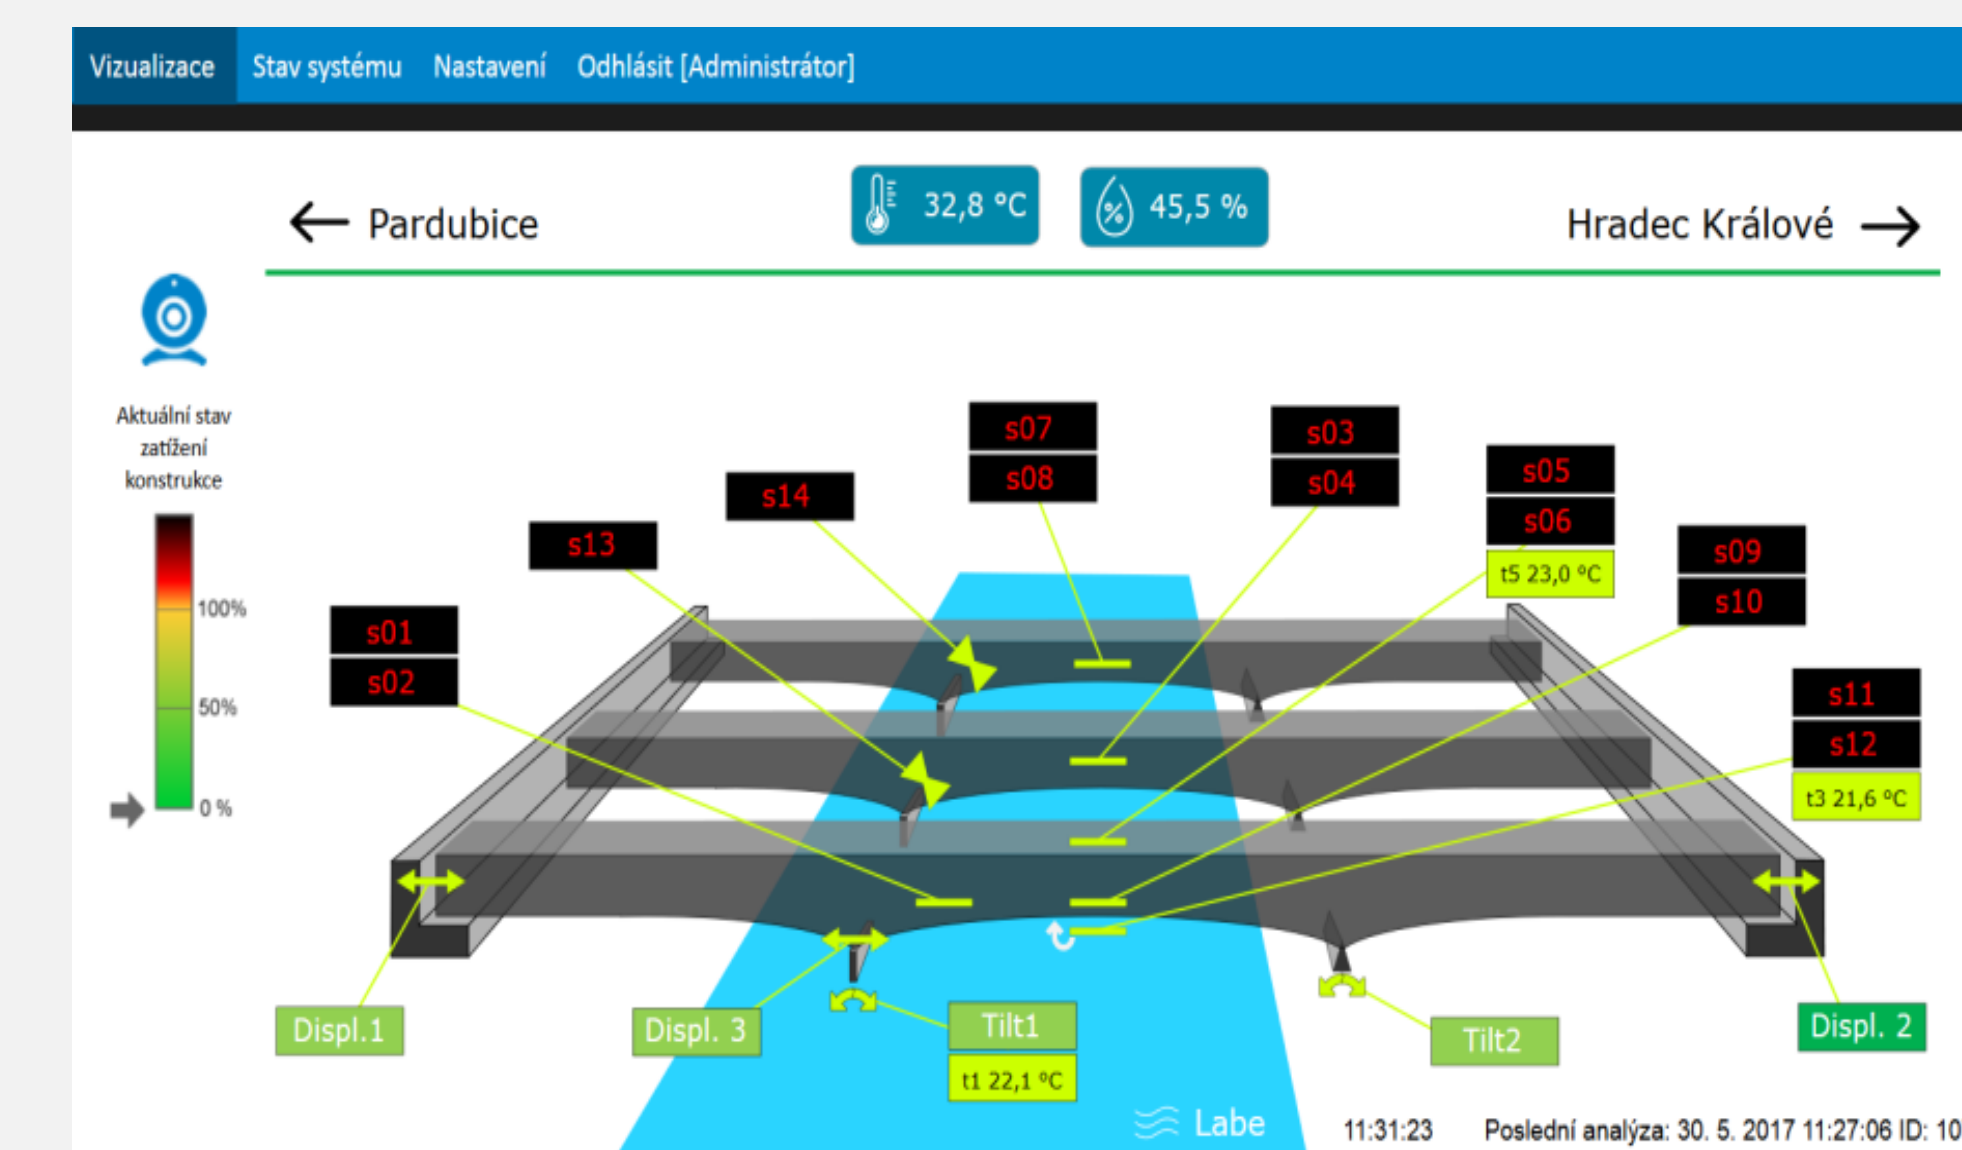 Vizualizace Stav systému Nastavení Odhlásit [Administrátor]
← Pardubice
32,8 °C
% 45,5 %
Hradec Králové →
Aktuální stav
zatížení
konstrukce
100%
50%
0 %
s07
s08
s03
s04
s14
s13
s05
s06
t5 23,0 ºC
s09
s10
s01
s02
s11
s12
t3 21,6 ºC
Displ.1
Displ. 3
Tilt1
t1 22,1 ºC
Tilt2
Displ. 2
Labe
11:31:23 Poslední analýza: 30. 5. 2017 11:27:06 ID: 10